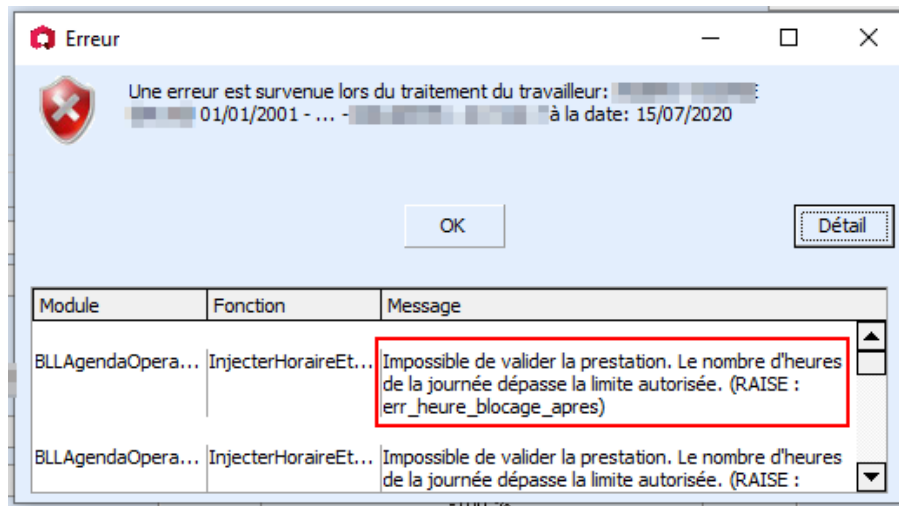 Erreur
Une erreur est survenue lors du traitement du travailleur:
01/01/2001 - ... - à la date: 15/07/2020
OK
Détail
Module Fonction Message
BLLAgendaOpera... InjecterHoraireEt... Impossible de valider la prestation. Le nombre d'heures
de la journée dépasse la limite autorisée. (RAISE :
err_heure_blocage_apres)
BLLAgendaOpera... InjecterHoraireEt... Impossible de valider la prestation. Le nombre d'heures
de la journée dépasse la limite autorisée. (RAISE :